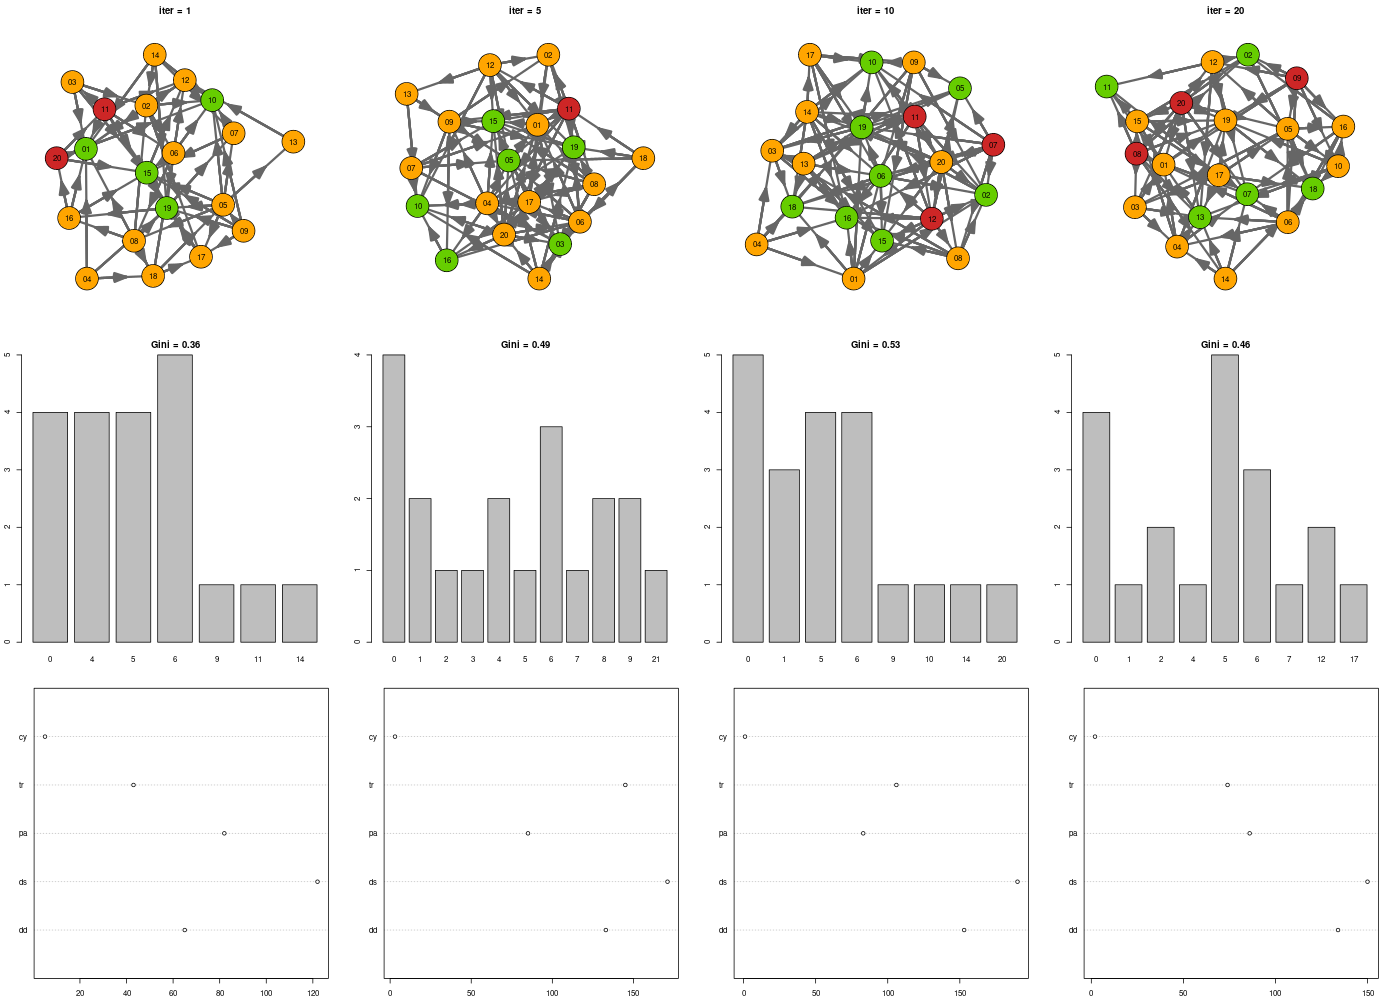 iter = 1
iter = 5
iter = 10
iter = 20
14
03
12
11
02
10
07
13
01
06
20
15
19
05
16
09
08
17
04
18
02
12
13
11
09
15
01
19
05
18
07
08
10
04
17
06
20
03
16
14
17
10
09
05
14
11
19
07
03
13
20
06
02
18
16
12
15
04
08
01
02
12
09
11
20
15
19
05
16
08
01
10
17
18
07
03
13
06
04
14
Gini = 0.36
0 1 2 3 4 5
0 4 5 6 9 11 14
Gini = 0.49
0 1 2 3 4
0 1 2 3 4 5 6 7 8 9 21
Gini = 0.53
0 1 2 3 4 5
0 1 5 6 9 10 14 20
Gini = 0.46
0 1 2 3 4 5
0 1 2 4 5 6 7 12 17
cy
tr
pa
ds
dd
20 40 60 80 100 120
cy
tr
pa
ds
dd
0 50 100 150
cy
tr
pa
ds
dd
0 50 100 150
cy
tr
pa
ds
dd
0 50 100 150